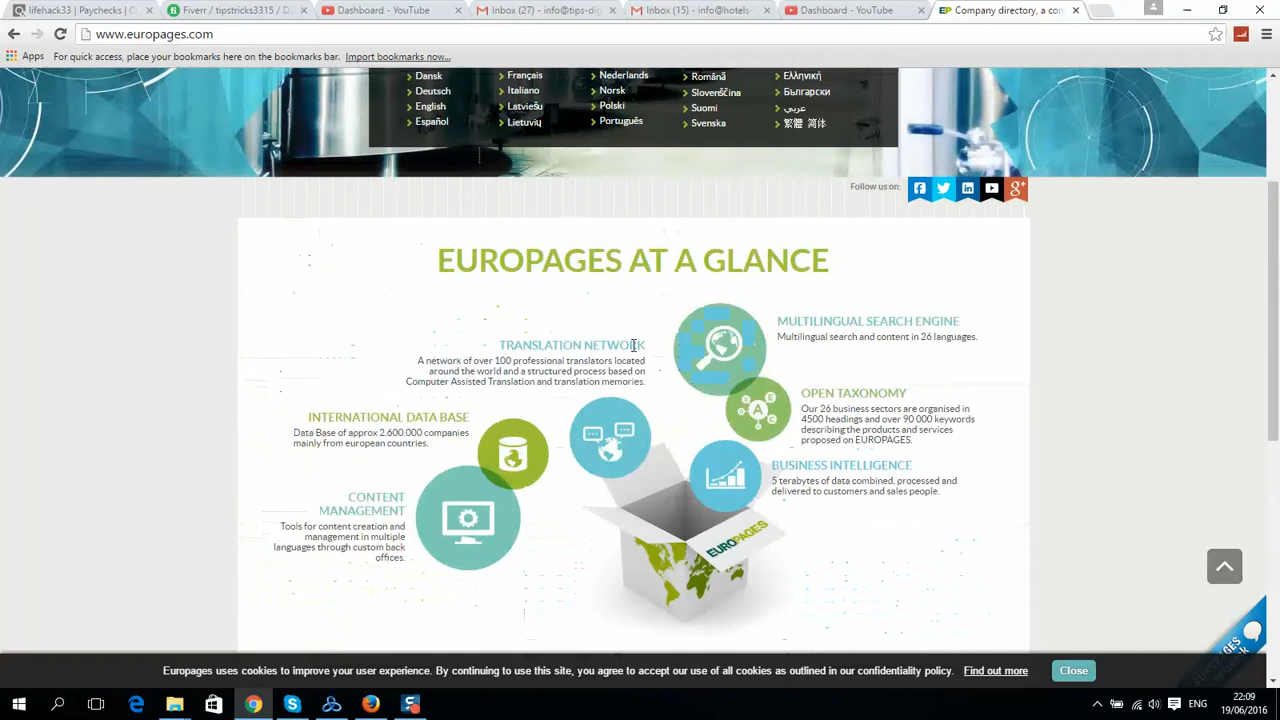 lifehack33 | Paychecks | C
Fiverr / tipstricks3315 / D
Dashboard - YouTube
Inbox (27) - info@tips-dig
Inbox (15) - info@hotels-
Dashboard - YouTube
EP Company directory, a con
www.europages.com
Apps For quick access, place your bookmarks here on the bookmarks bar. Import bookmarks now...
Dansk Français Nederlands Română Ελληνική
Deutsch Italiano Norsk Slovenščina Български
English Latviešu Polski Suomi عربي
Español Lietuvių Português Svenska 繁體 简体
Follow us on:
EUROPAGES AT A GLANCE
MULTILINGUAL SEARCH ENGINE
Multilingual search and content in 26 languages.
TRANSLATION NETWORK
A network of over 100 professional translators located
around the world and a structured process based on
Computer Assisted Translation and translation memories.
OPEN TAXONOMY
Our 26 business sectors are organised in
4500 headings and over 90 000 keywords
describing the products and services
proposed on EUROPAGES.
INTERNATIONAL DATA BASE
Data Base of approx 2.600.000 companies
mainly from european countries.
BUSINESS INTELLIGENCE
5 terabytes of data combined, processed and
delivered to customers and sales people.
CONTENT
MANAGEMENT
Tools for content creation and
management in multiple
languages through custom back
offices.
EUROPAGES
Europages uses cookies to improve your user experience. By continuing to use this site, you agree to accept our use of all cookies as outlined in our confidentiality policy. Find out more Close
ENG
22:09
19/06/2016